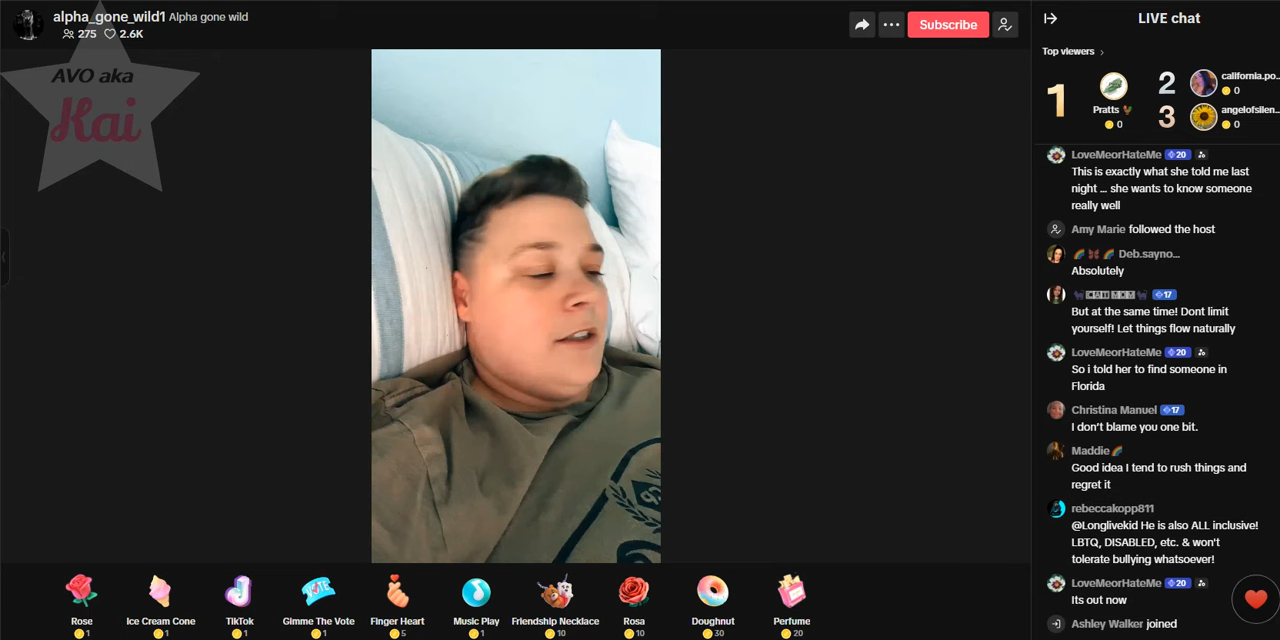 alpha_gone_wild1 Alpha gone wild
275 2.6K
Subscribe
AVO aka
Kai
LIVE chat
Top viewers
1
Pratts
0
2
california.po...
0
3
angelofsilen...
0
LoveMeorHateMe 20
This is exactly what she told me last
night ... she wants to know someone
really well
Amy Marie followed the host
Deb.sayno...
Absolutely
CAT MOM 17
But at the same time! Dont limit
yourself! Let things flow naturally
LoveMeorHateMe 20
So i told her to find someone in
Florida
Christina Manuel 17
I don't blame you one bit.
Maddie
Good idea I tend to rush things and
regret it
rebeccakopp811
@Longlivekid He is also ALL inclusive!
LBTQ, DISABLED, etc. & won't
tolerate bullying whatsoever!
LoveMeorHateMe 20
Its out now
Ashley Walker joined
Rose
1
Ice Cream Cone
1
TikTok
1
VOTE
Gimme The Vote
1
Finger Heart
5
Music Play
1
Friendship Necklace
10
Rosa
10
Doughnut
30
Perfume
20